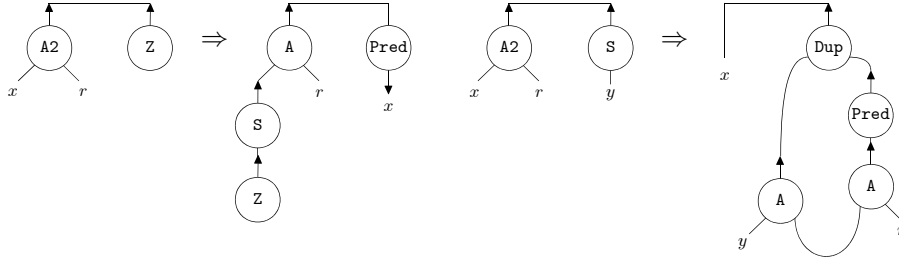 A2 Z ⇒ A Pred A2 S ⇒ Dup
x r r x x r y x
S Pred
Z A A
y